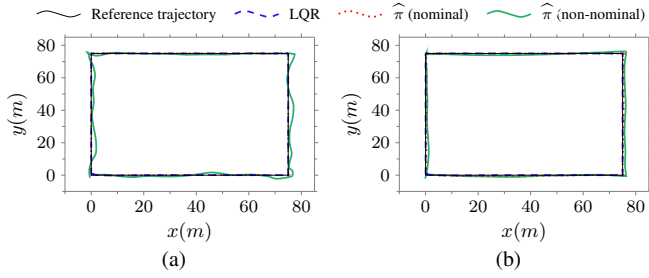 Reference trajectory LQR π̂ (nominal) π̂ (non-nominal)
80
60
40
20
0
y(m)
0 20 40 60 80
x(m)
(a)
80
60
40
20
0
y(m)
0 20 40 60 80
x(m)
(b)